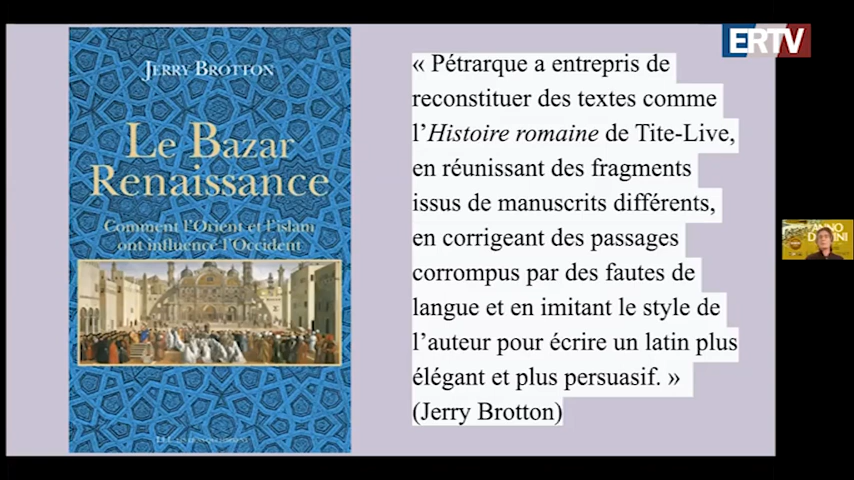 ERTV
JERRY BROTTON
Le Bazar
Renaissance
Comment l'Orient et l'islam
ont influencé l'Occident
« Pétrarque a entrepris de
reconstituer des textes comme
l’Histoire romaine de Tite-Live,
en réunissant des fragments
issus de manuscrits différents,
en corrigeant des passages
corrompus par des fautes de
langue et en imitant le style de
l’auteur pour écrire un latin plus
élégant et plus persuasif. »
(Jerry Brotton)
ANNO